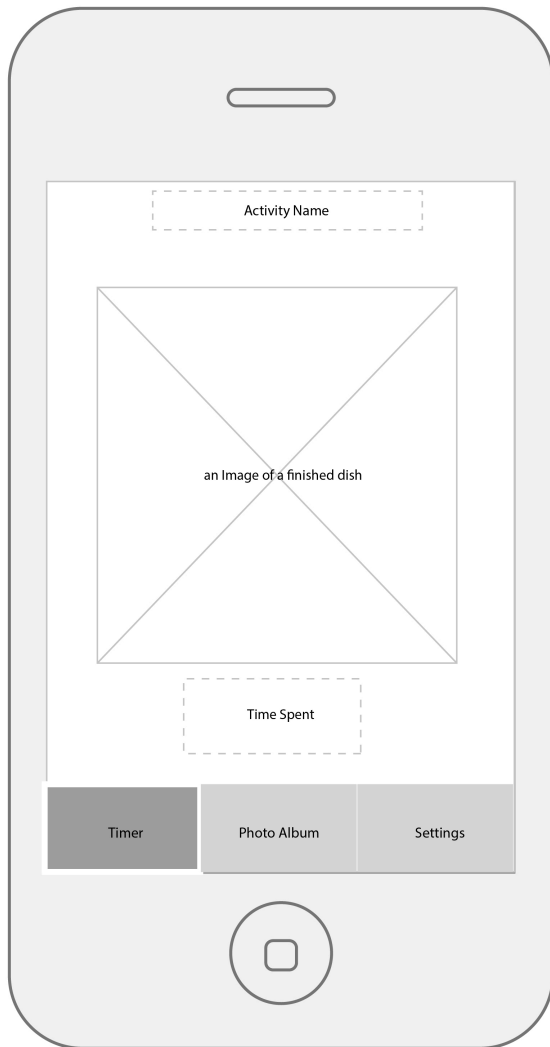 Activity Name
an Image of a finished dish
Time Spent
Timer
Photo Album
Settings